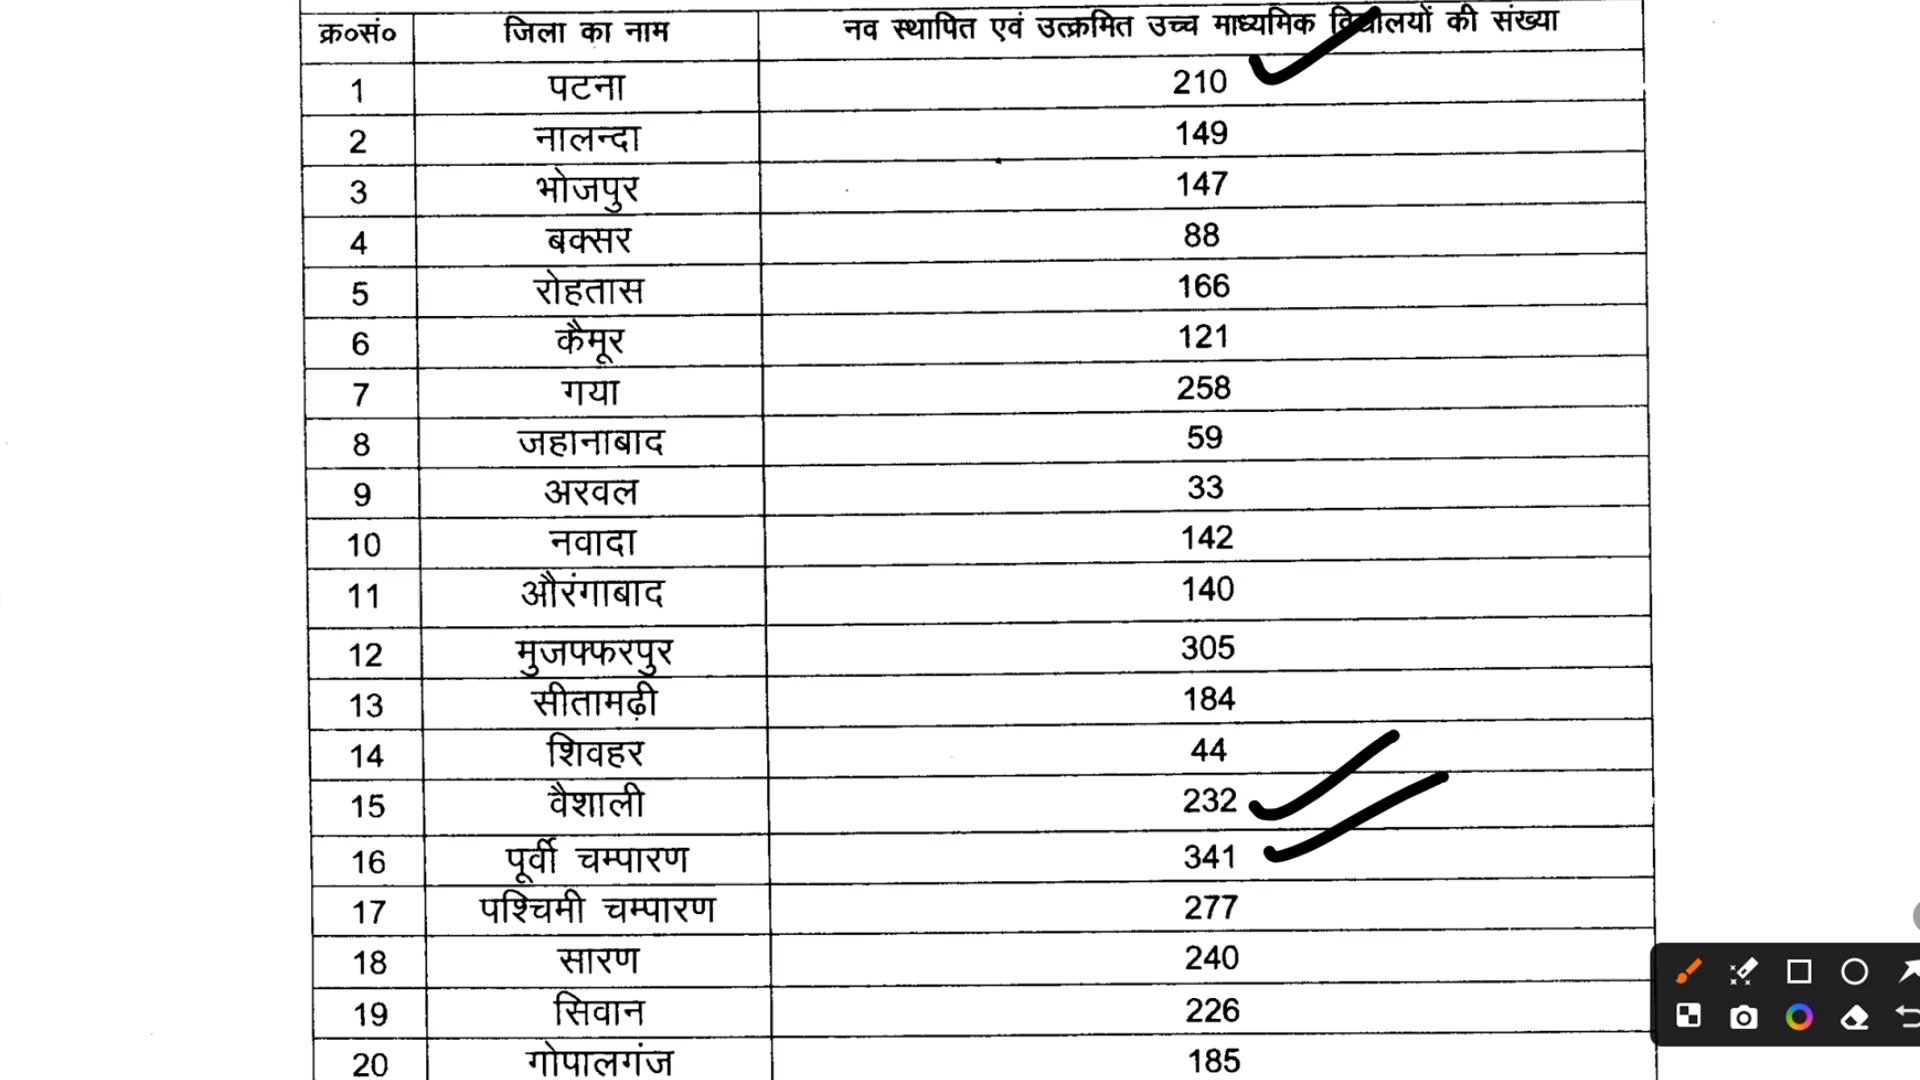 क्र०सं० जिला का नाम नव स्थापित एवं उत्क्रमित उच्च माध्यमिक विद्यालयों की संख्या
1 पटना 210
2 नालन्दा 149
3 भोजपुर 147
4 बक्सर 88
5 रोहतास 166
6 कैमूर 121
7 गया 258
8 जहानाबाद 59
9 अरवल 33
10 नवादा 142
11 औरंगाबाद 140
12 मुजफ्फरपुर 305
13 सीतामढ़ी 184
14 शिवहर 44
15 वैशाली 232
16 पूर्वी चम्पारण 341
17 पश्चिमी चम्पारण 277
18 सारण 240
19 सिवान 226
20 गोपालगंज 185